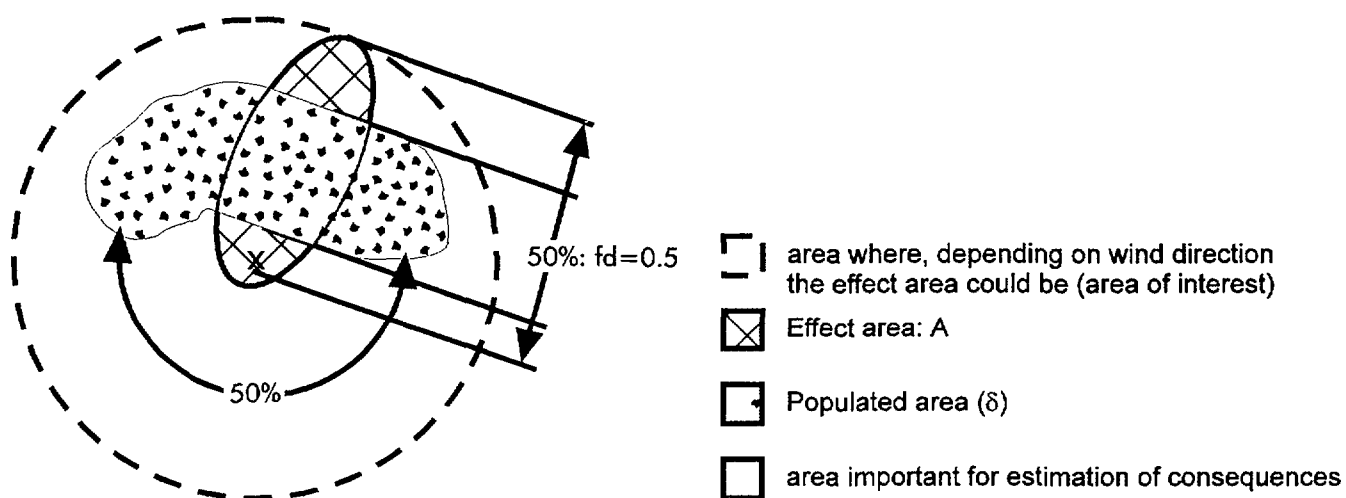 X
50%: fd=0.5
50%
area where, depending on wind direction
the effect area could be (area of interest)
Effect area: A
Populated area (δ)
area important for estimation of consequences